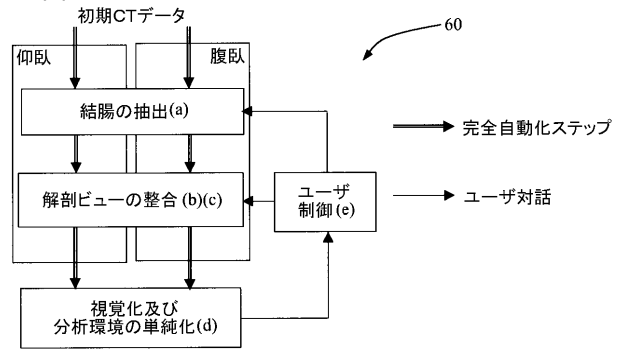 初期CTデータ
60
仰臥
腹臥
結腸の抽出(a)
完全自動化ステップ
解剖ビューの整合(b)(c)
ユーザ
制御(e)
ユーザ対話
視覚化及び
分析環境の単純化(d)